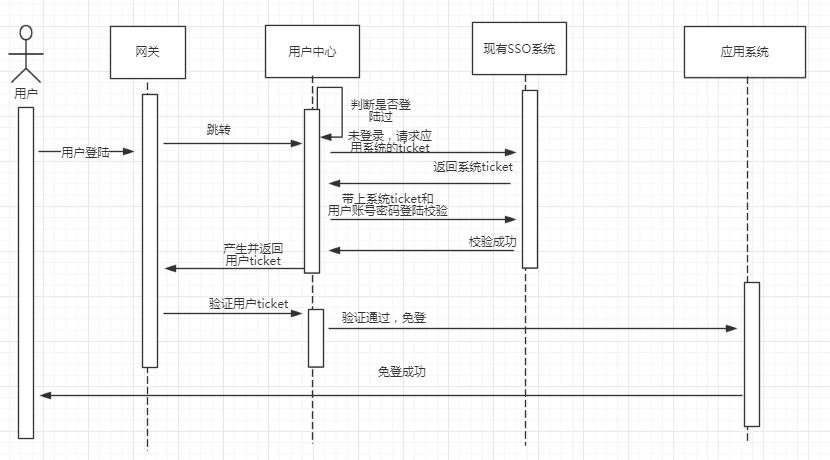 网关
用户中心
现有SSO系统
应用系统
用户
判断是否登
陆过
跳转
用户登陆
未登录，请求应
用系统的ticket
返回系统ticket
带上系统ticket和
用户账号密码登陆校验
校验成功
产生并返回
用户ticket
验证用户ticket
验证通过，免登
免登成功